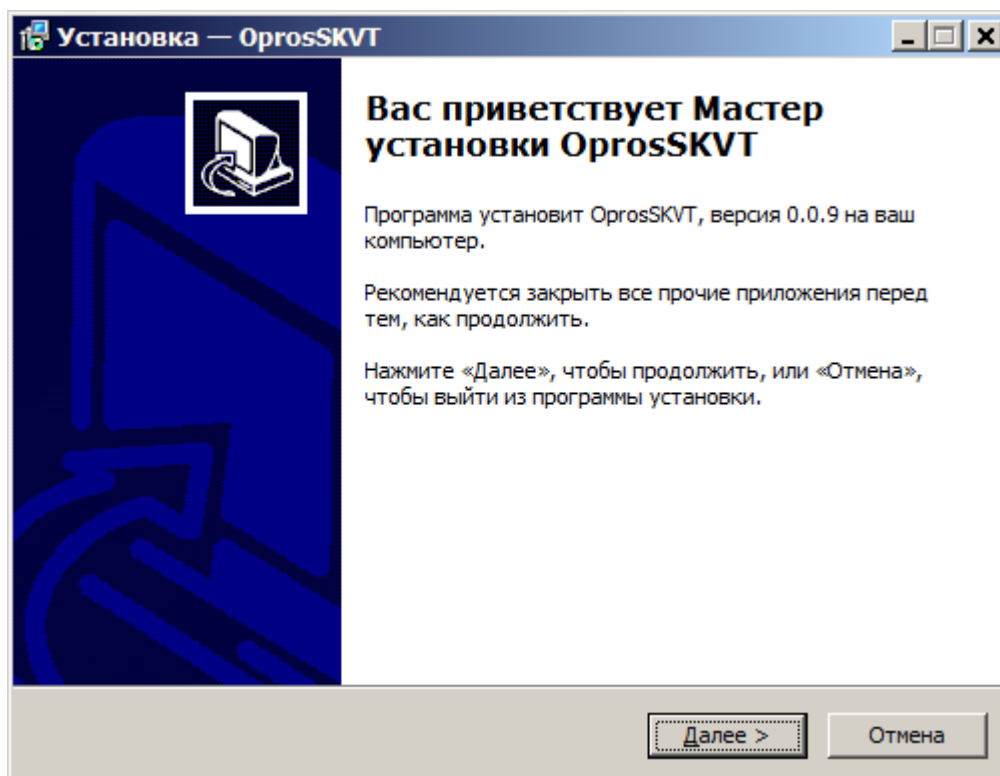 Установка — OprosSKVT
Вас приветствует Мастер
установки OprosSKVT
Программа установит OprosSKVT, версия 0.0.9 на ваш
компьютер.
Рекомендуется закрыть все прочие приложения перед
тем, как продолжить.
Нажмите «Далее», чтобы продолжить, или «Отмена»,
чтобы выйти из программы установки.
Далее >
Отмена